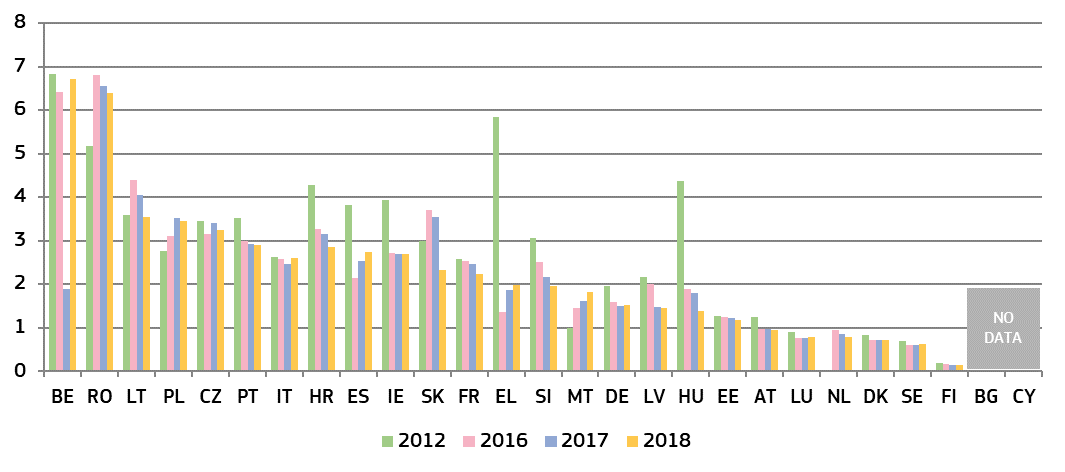 8
7
6
5
4
3
2
1
0
NO
DATA
BE RO LT PL CZ PT IT HR ES IE SK FR EL SI MT DE LV HU EE AT LU NL DK SE FI BG CY
2012 2016 2017 2018